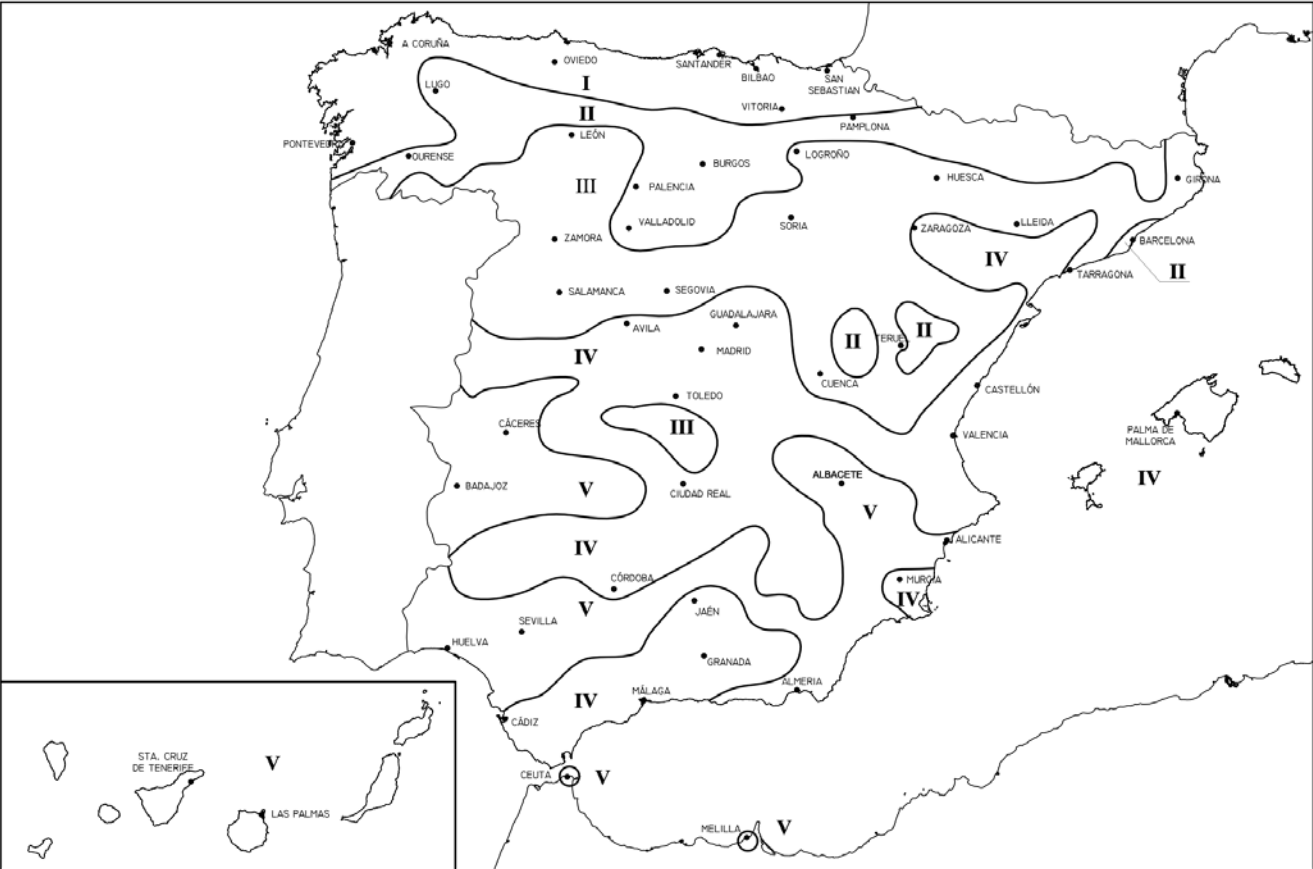 A CORUÑA
OVIEDO
SANTANDER
BILBAO
SAN
SEBASTIAN
I
LUGO
VITORIA
II
PAMPLONA
LEÓN
PONTEVEDRA
OURENSE
BURGOS
LOGROÑO
HUESCA
GIRONA
III
PALENCIA
VALLADOLID
SORIA
ZARAGOZA
LLEIDA
ZAMORA
BARCELONA
IV
TARRAGONA
II
SALAMANCA
SEGOVIA
AVILA
GUADALAJARA
II
II
TERUEL
IV
MADRID
CUENCA
CASTELLÓN
TOLEDO
CÁCERES
III
VALENCIA
PALMA DE
MALLORCA
IV
BADAJOZ
V
CIUDAD REAL
ALBACETE
V
IV
ALICANTE
CÓRDOBA
MURCIA
IV
V
JAÉN
SEVILLA
HUELVA
GRANADA
ALMERIA
IV
MÁLAGA
CÁDIZ
STA. CRUZ
DE TENERIFE
V
CEUTA
V
LAS PALMAS
MELILLA
V